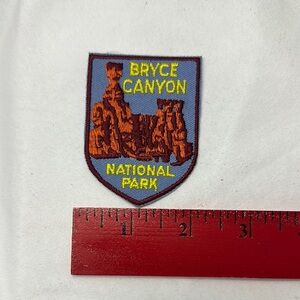 BRYCE
CANYON
NATIONAL
PARK
1 2 3